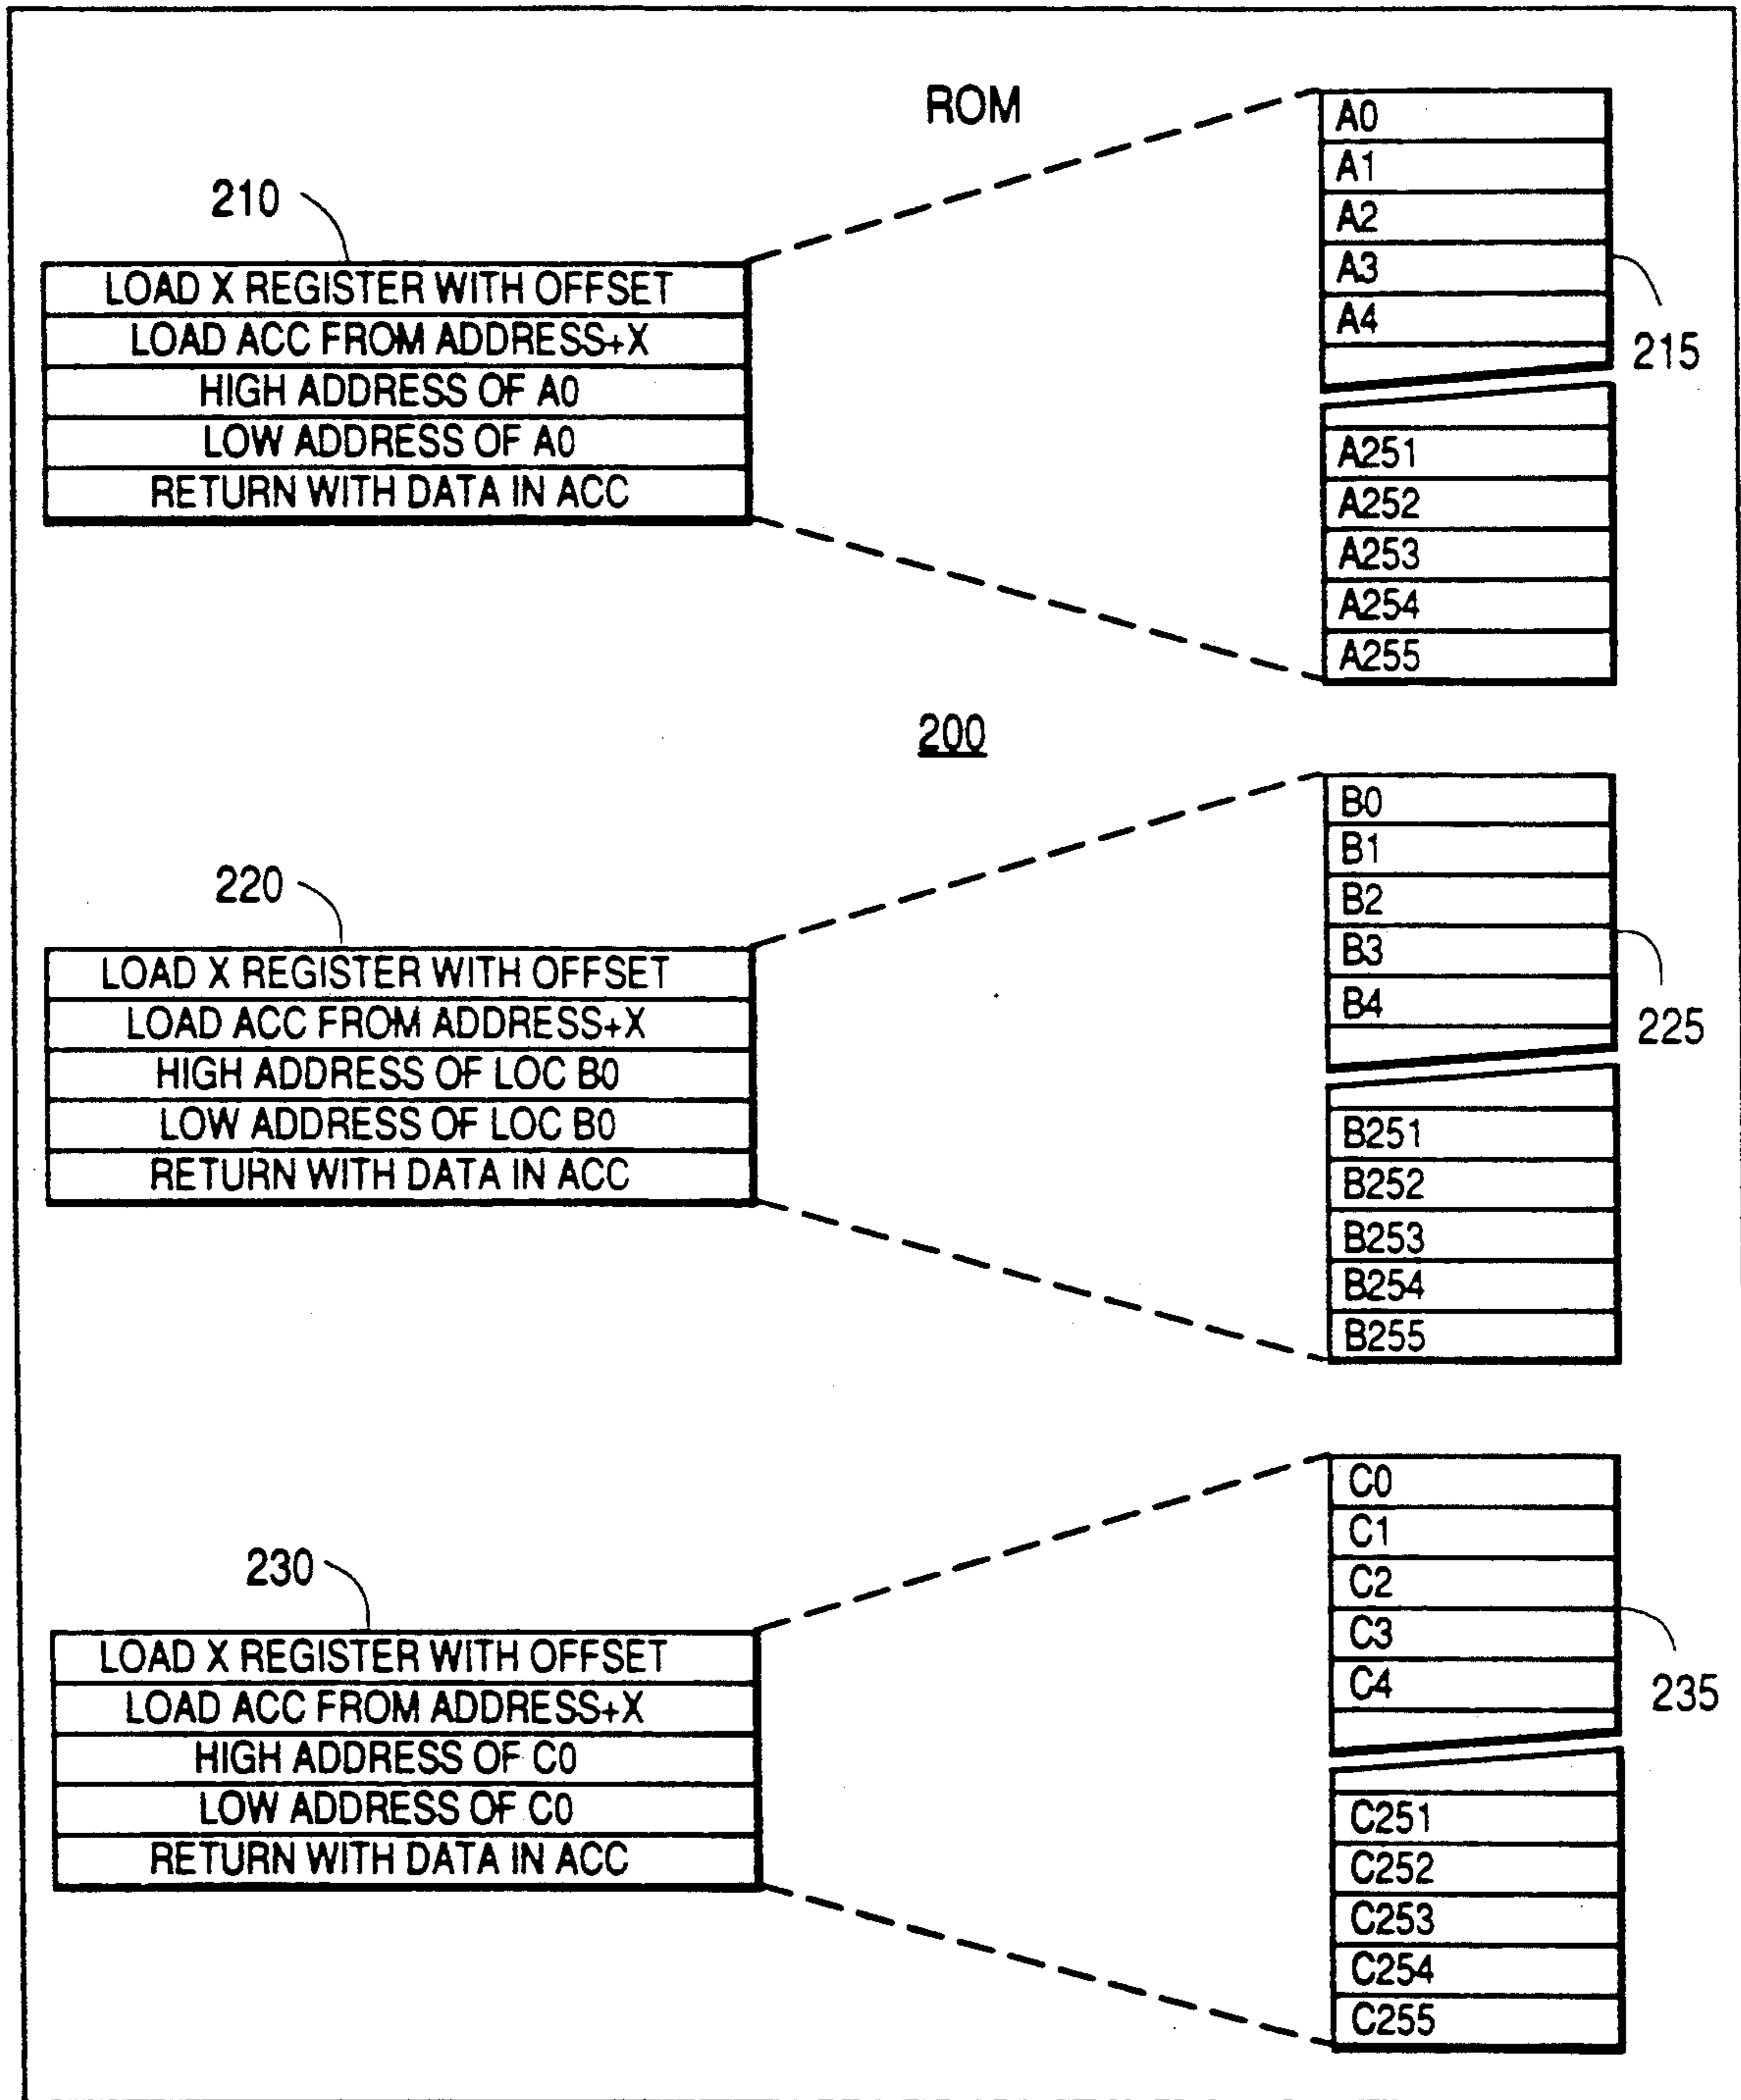 ROM
210
LOAD X REGISTER WITH OFFSET
LOAD ACC FROM ADDRESS+X
HIGH ADDRESS OF A0
LOW ADDRESS OF A0
RETURN WITH DATA IN ACC
A0
A1
A2
A3
A4
A251
A252
A253
A254
A255
215
200
220
LOAD X REGISTER WITH OFFSET
LOAD ACC FROM ADDRESS+X
HIGH ADDRESS OF LOC B0
LOW ADDRESS OF LOC B0
RETURN WITH DATA IN ACC
B0
B1
B2
B3
B4
B251
B252
B253
B254
B255
225
230
LOAD X REGISTER WITH OFFSET
LOAD ACC FROM ADDRESS+X
HIGH ADDRESS OF C0
LOW ADDRESS OF C0
RETURN WITH DATA IN ACC
C0
C1
C2
C3
C4
C251
C252
C253
C254
C255
235